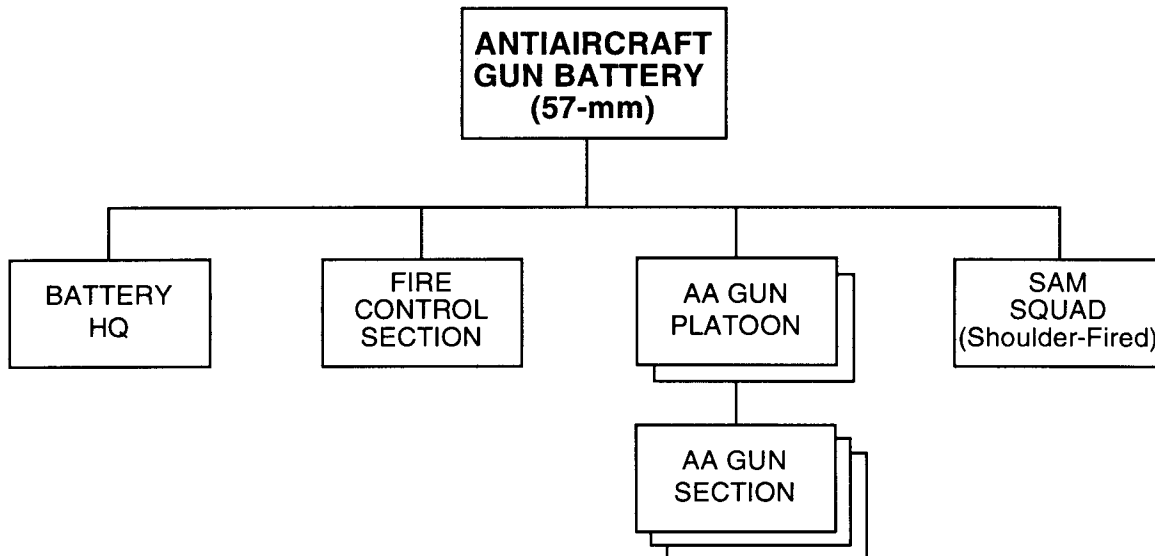 ANTIAIRCRAFT
GUN BATTERY
(57-mm)
BATTERY
HQ
FIRE
CONTROL
SECTION
AA GUN
PLATOON
SAM
SQUAD
(Shoulder-Fired)
AA GUN
SECTION